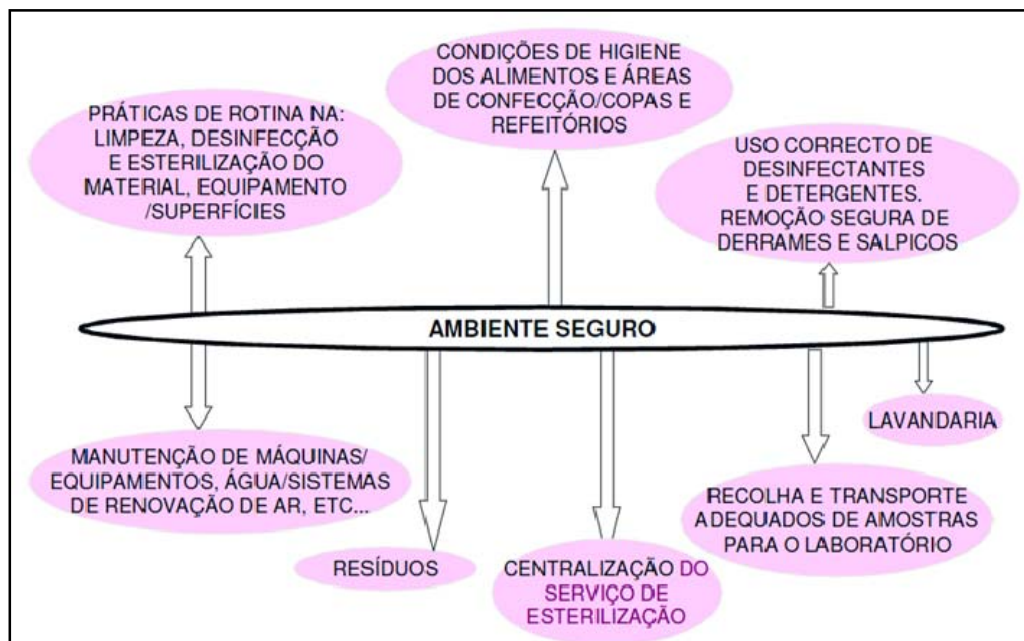 CONDIÇÕES DE HIGIENE
DOS ALIMENTOS E ÁREAS
DE CONFECÇÃO/COPAS E
REFEITÓRIOS
PRÁTICAS DE ROTINA NA:
LIMPEZA, DESINFECÇÃO
E ESTERILIZAÇÃO DO
MATERIAL, EQUIPAMENTO
/SUPERFÍCIES
USO CORRECTO DE
DESINFECTANTES
E DETERGENTES.
REMOÇÃO SEGURA DE
DERRAMES E SALPICOS
AMBIENTE SEGURO
LAVANDARIA
MANUTENÇÃO DE MÁQUINAS/
EQUIPAMENTOS, ÁGUA/SISTEMAS
DE RENOVAÇÃO DE AR, ETC...
RECOLHA E TRANSPORTE
ADEQUADOS DE AMOSTRAS
PARA O LABORATÓRIO
RESÍDUOS
CENTRALIZAÇÃO DO
SERVIÇO DE
ESTERILIZAÇÃO